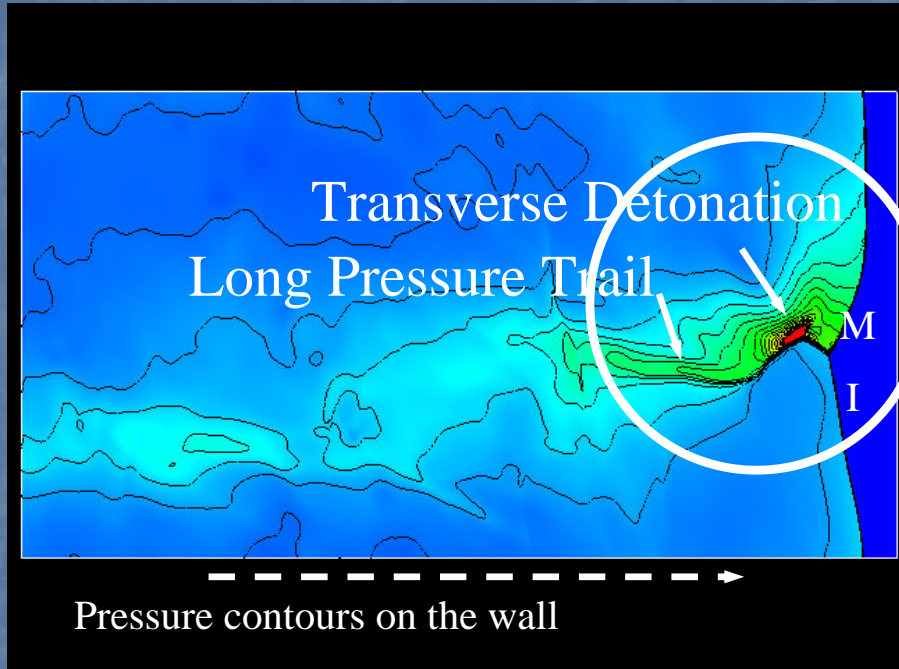 Transverse Detonation
Long Pressure Trail
M
I
Pressure contours on the wall